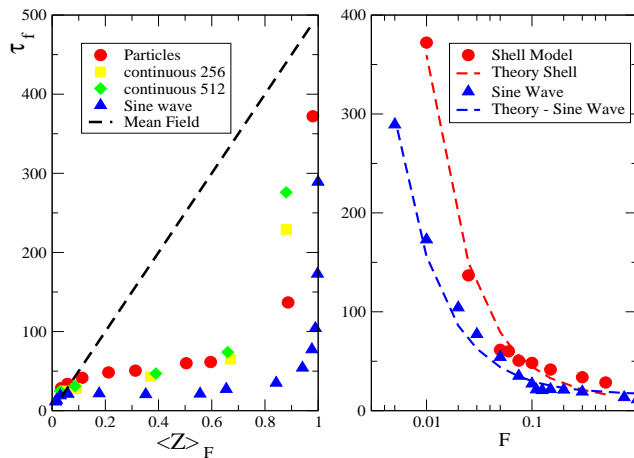 τ_f
500
400
300
200
100
0
0
0.2
0.4
0.6
0.8
1
<Z>_F
Particles
continuous 256
continuous 512
Sine wave
Mean Field
400
300
200
100
0
0.01
0.1
F
Shell Model
Theory Shell
Sine Wave
Theory - Sine Wave